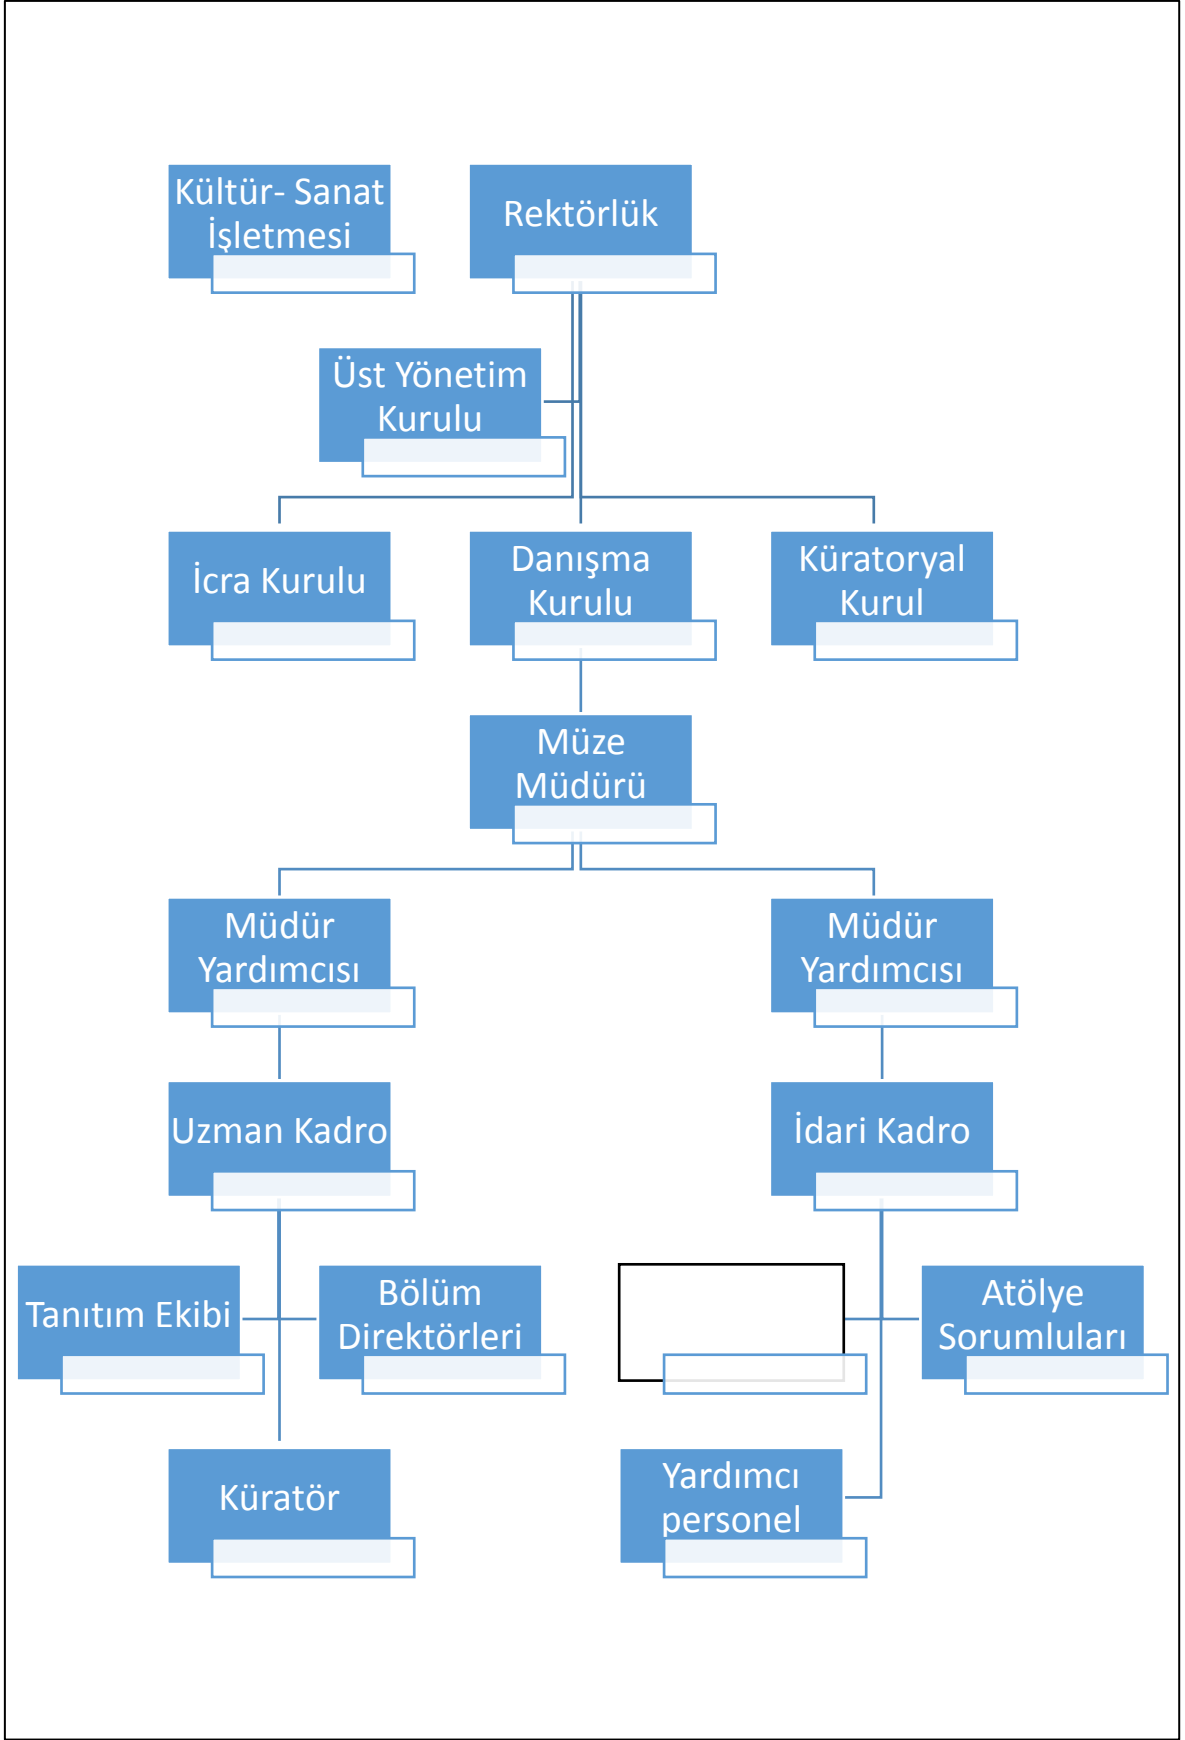 Kültür- Sanat
İşletmesi
Rektörlük
Üst Yönetim
Kurulu
İcra Kurulu
Danışma
Kurulu
Küratoryal
Kurul
Müze
Müdürü
Müdür
Yardımcısı
Müdür
Yardımcısı
Uzman Kadro
İdari Kadro
Tanıtım Ekibi
Bölüm
Direktörleri
Atölye
Sorumluları
Küratör
Yardımcı
personel